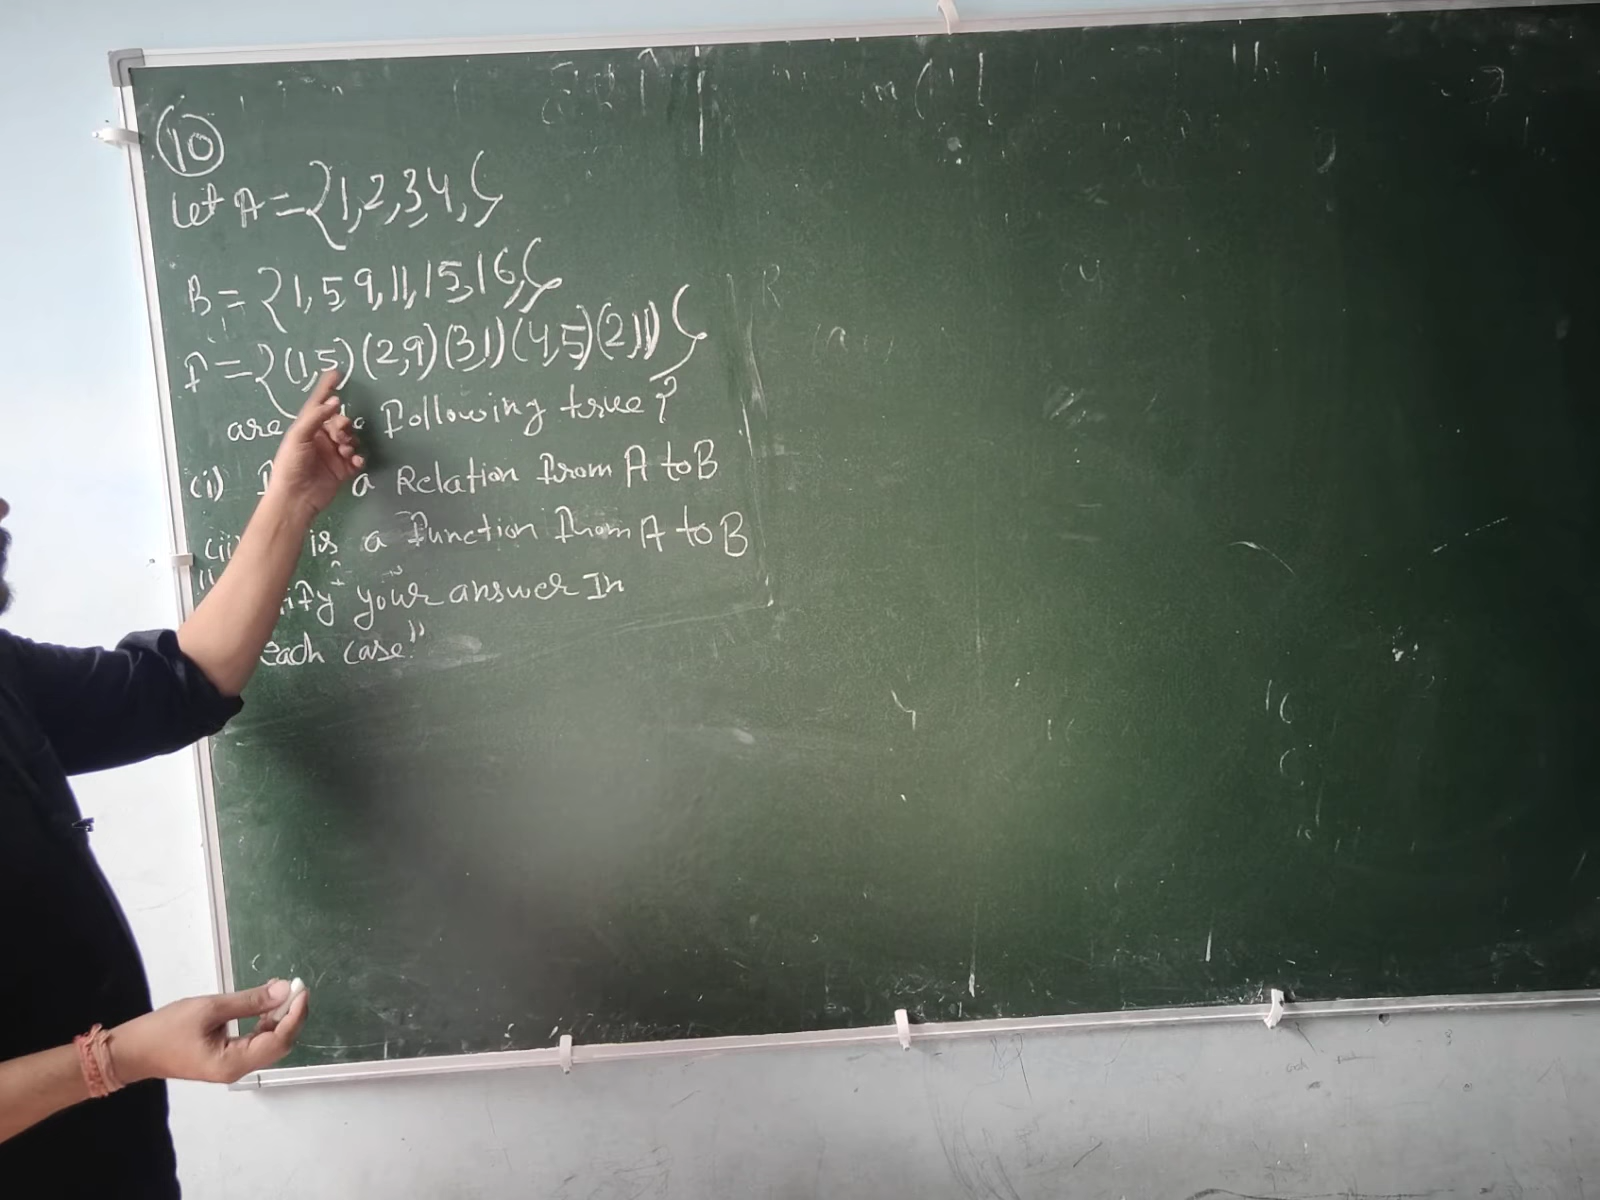 10
Let A = {1,2,3,4,}
B = {1,5,9,11,15,16,}
f = {(1,5)(2,9)(3,1)(4,5)(2,11)}
are following true?
(i) a Relation from A to B
(ii) is a function from A to B
your answer In
each case"